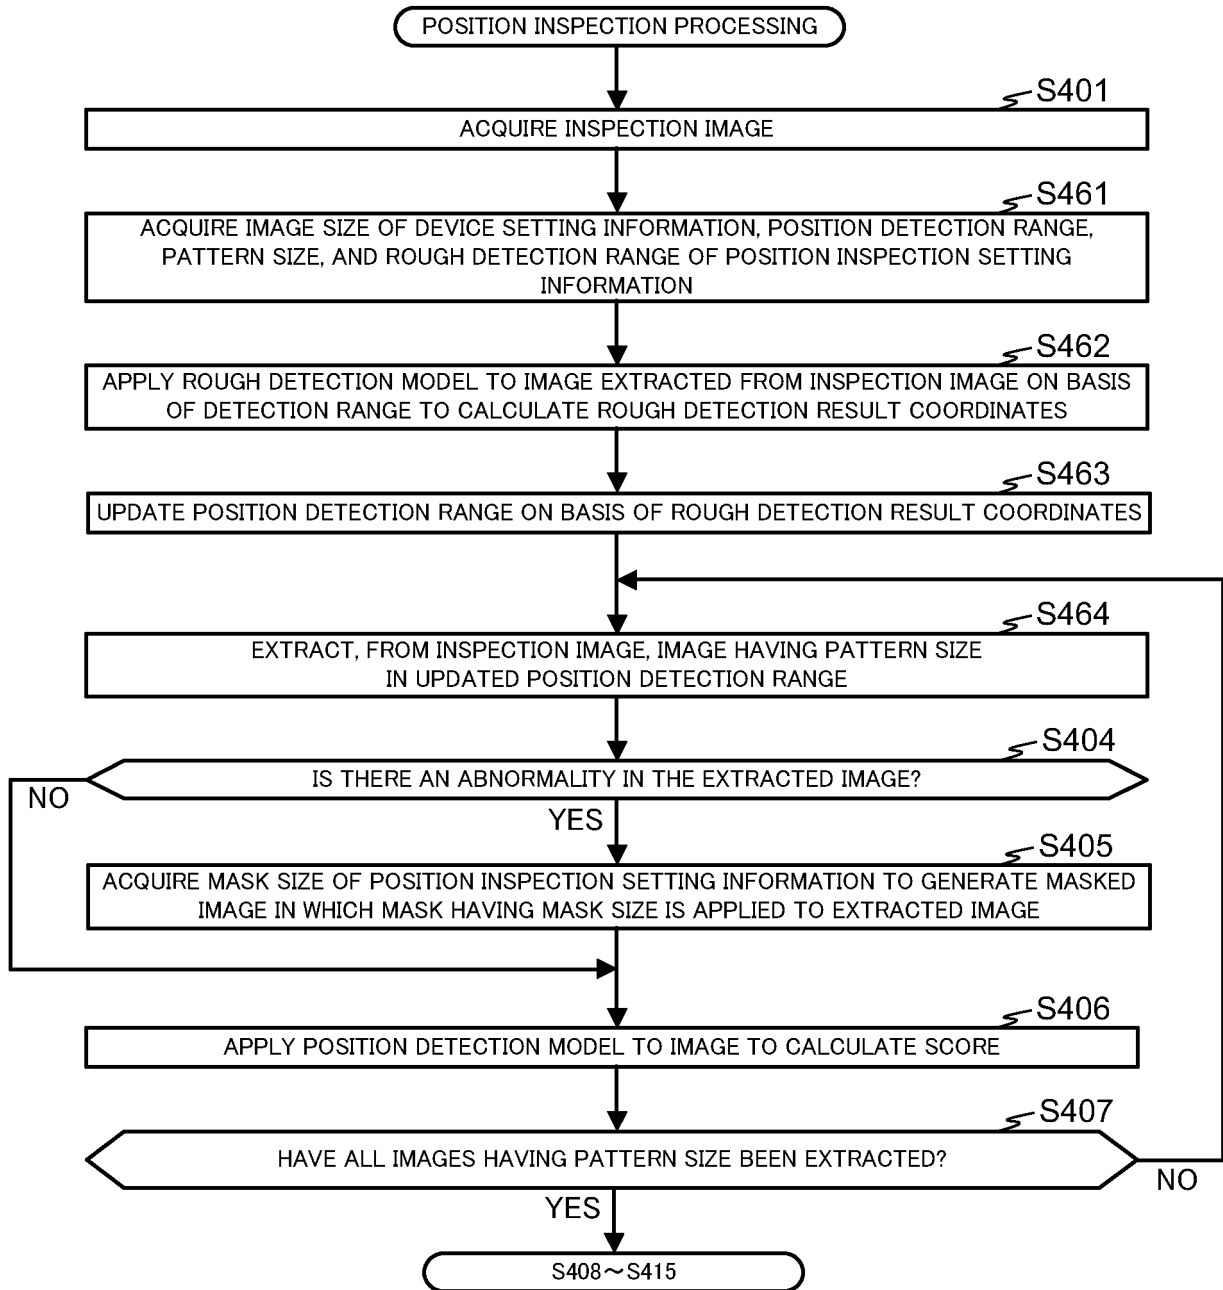 POSITION INSPECTION PROCESSING
S401
ACQUIRE INSPECTION IMAGE
S461
ACQUIRE IMAGE SIZE OF DEVICE SETTING INFORMATION, POSITION DETECTION RANGE,
PATTERN SIZE, AND ROUGH DETECTION RANGE OF POSITION INSPECTION SETTING
INFORMATION
S462
APPLY ROUGH DETECTION MODEL TO IMAGE EXTRACTED FROM INSPECTION IMAGE ON BASIS
OF DETECTION RANGE TO CALCULATE ROUGH DETECTION RESULT COORDINATES
S463
UPDATE POSITION DETECTION RANGE ON BASIS OF ROUGH DETECTION RESULT COORDINATES
S464
EXTRACT, FROM INSPECTION IMAGE, IMAGE HAVING PATTERN SIZE
IN UPDATED POSITION DETECTION RANGE
S404
IS THERE AN ABNORMALITY IN THE EXTRACTED IMAGE?
NO
YES
S405
ACQUIRE MASK SIZE OF POSITION INSPECTION SETTING INFORMATION TO GENERATE MASKED
IMAGE IN WHICH MASK HAVING MASK SIZE IS APPLIED TO EXTRACTED IMAGE
S406
APPLY POSITION DETECTION MODEL TO IMAGE TO CALCULATE SCORE
S407
HAVE ALL IMAGES HAVING PATTERN SIZE BEEN EXTRACTED?
NO
YES
S408～S415